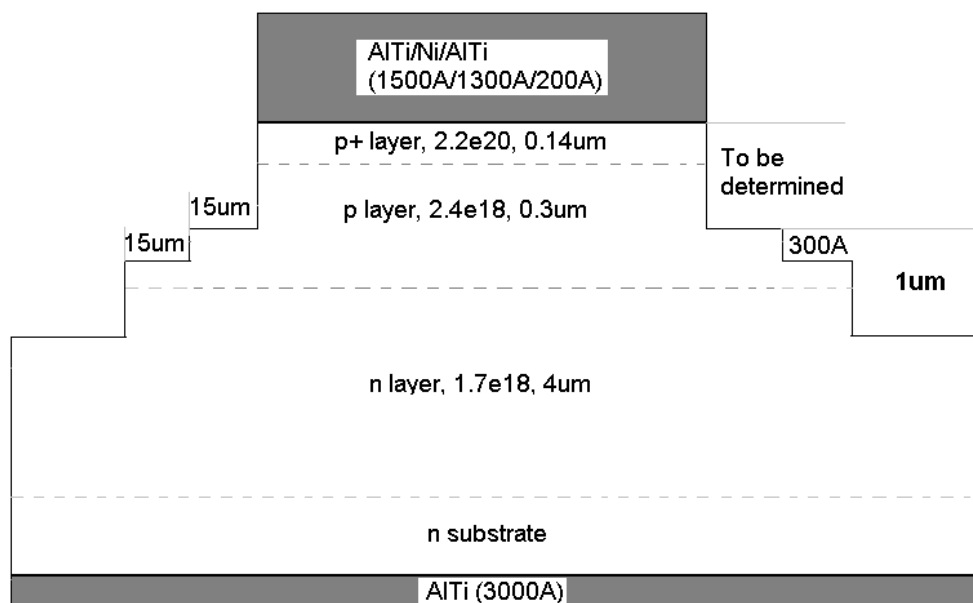 AlTi/Ni/AlTi
(1500A/1300A/200A)
p+ layer, 2.2e20, 0.14um
To be
determined
15um
p layer, 2.4e18, 0.3um
15um
300A
1um
n layer, 1.7e18, 4um
n substrate
AlTi (3000A)